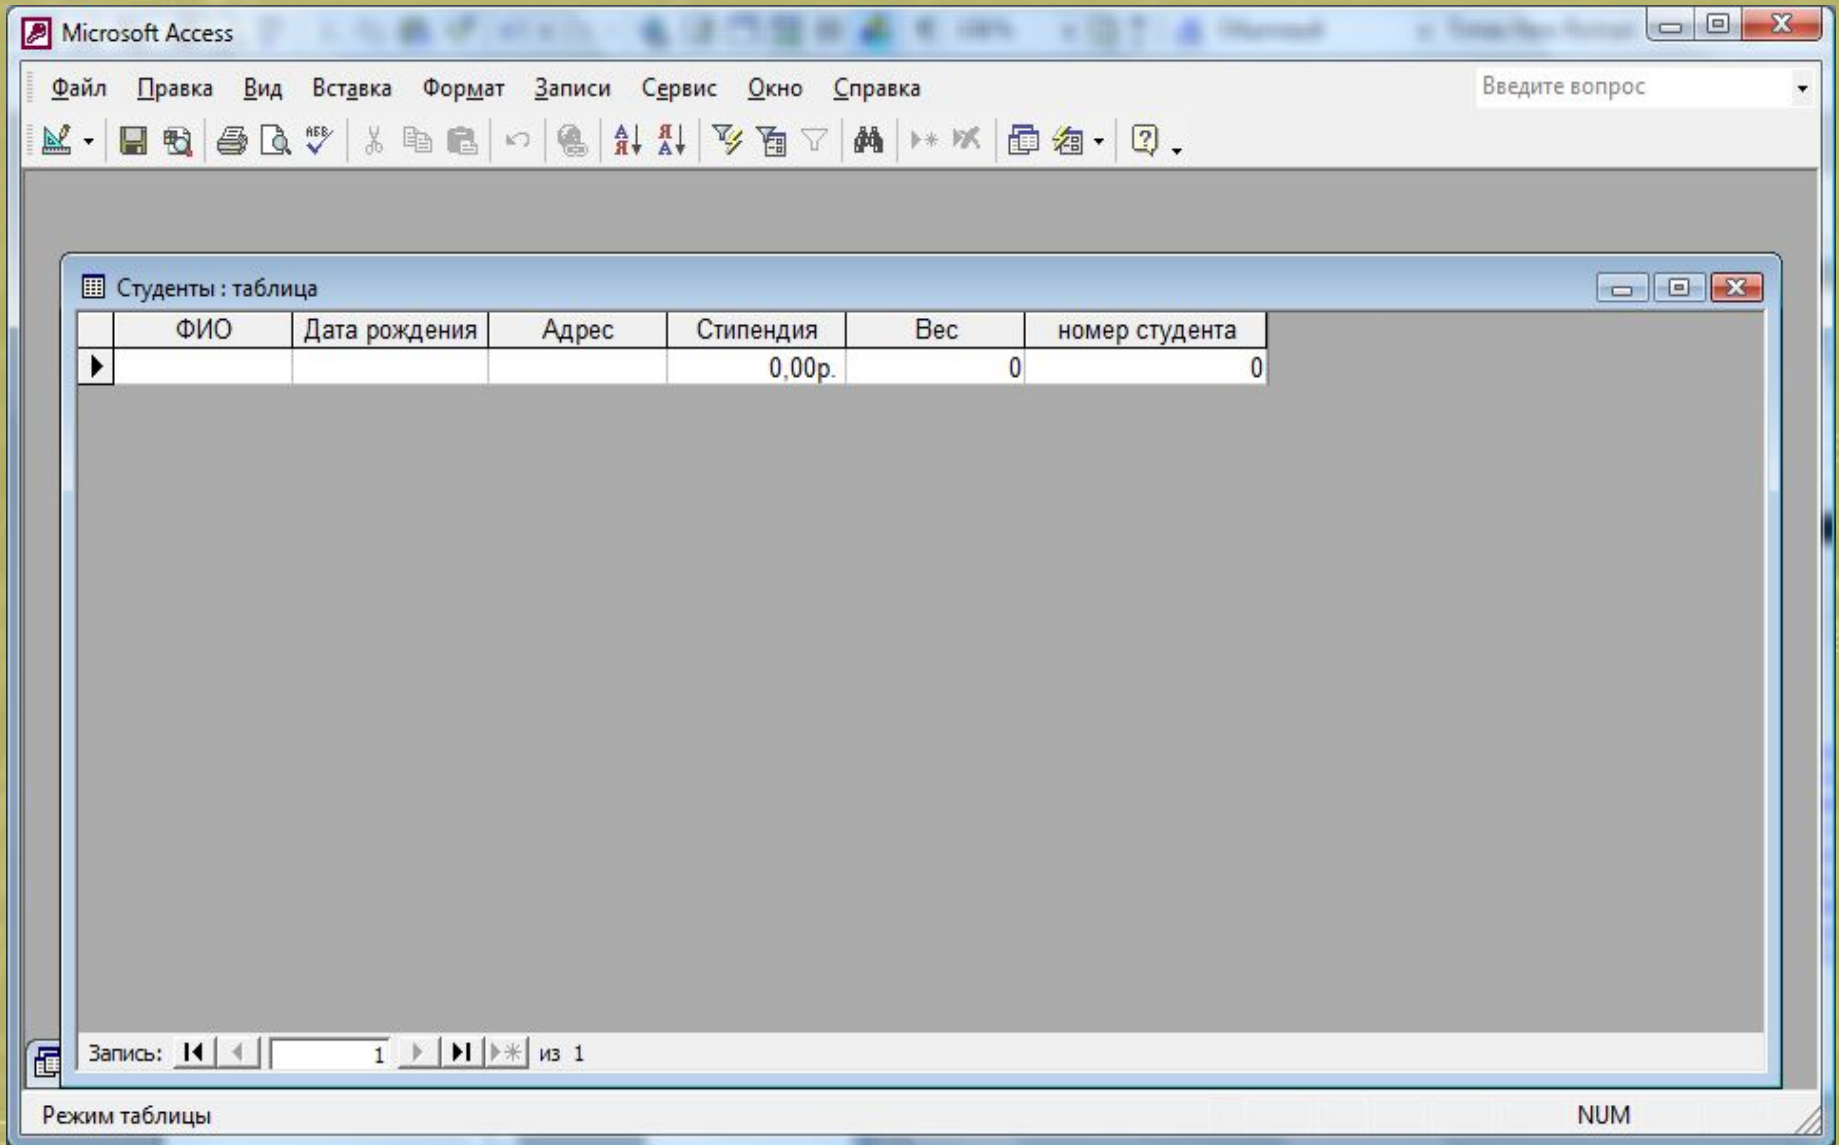 Microsoft Access
Файл Правка Вид Вставка Формат Записи Сервис Окно Справка Введите вопрос
Студенты : таблица
ФИО Дата рождения Адрес Стипендия Вес номер студента
0,00р. 0 0
Запись: 1 из 1
Режим таблицы NUM